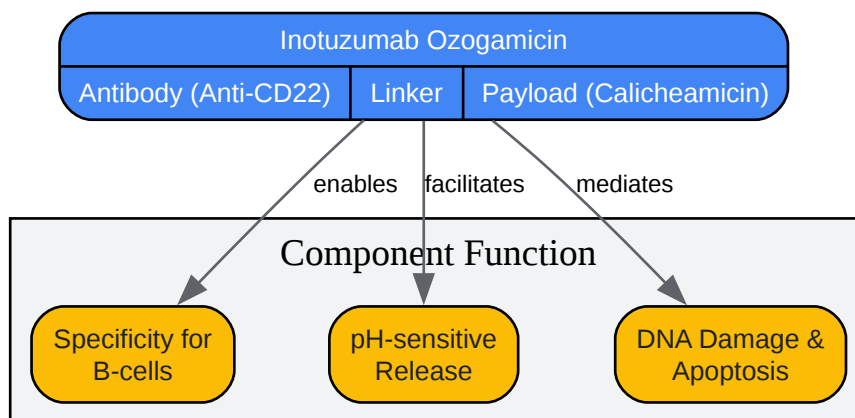 Inotuzumab Ozogamicin
Antibody (Anti-CD22) Linker Payload (Calicheamicin)
enables facilitates mediates
Component Function
Specificity for
B-cells
pH-sensitive
Release
DNA Damage &
Apoptosis